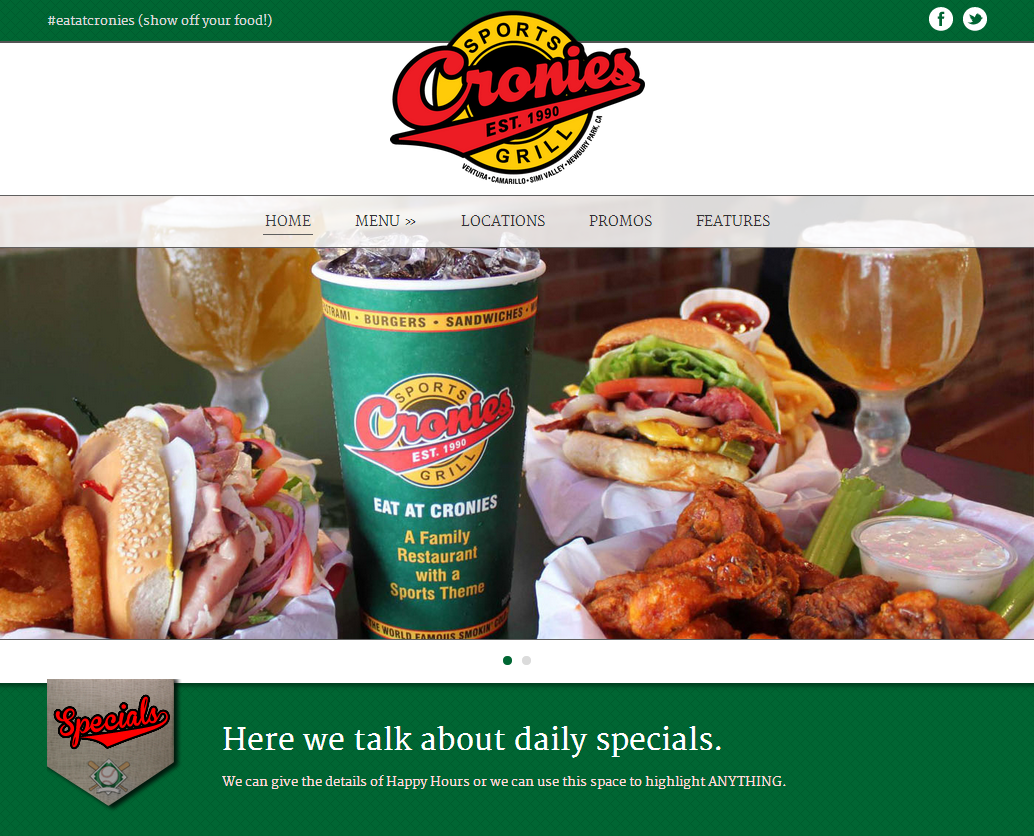 #eatatcronies (show off your food!)
SPORTS
Cronies
EST. 1990
GRILL
VENTURA • CAMARILLO • SIMI VALLEY • NEWBURY PARK, CA
HOME MENU >> LOCATIONS PROMOS FEATURES
STRAMI • BURGERS • SANDWICHES •
SPORTS
Cronies
EST. 1990
GRILL
EAT AT CRONIES
A Family
Restaurant
with a
Sports Theme
THE WORLD FAMOUS SMOKIN'
Specials
Here we talk about daily specials.
We can give the details of Happy Hours or we can use this space to highlight ANYTHING.